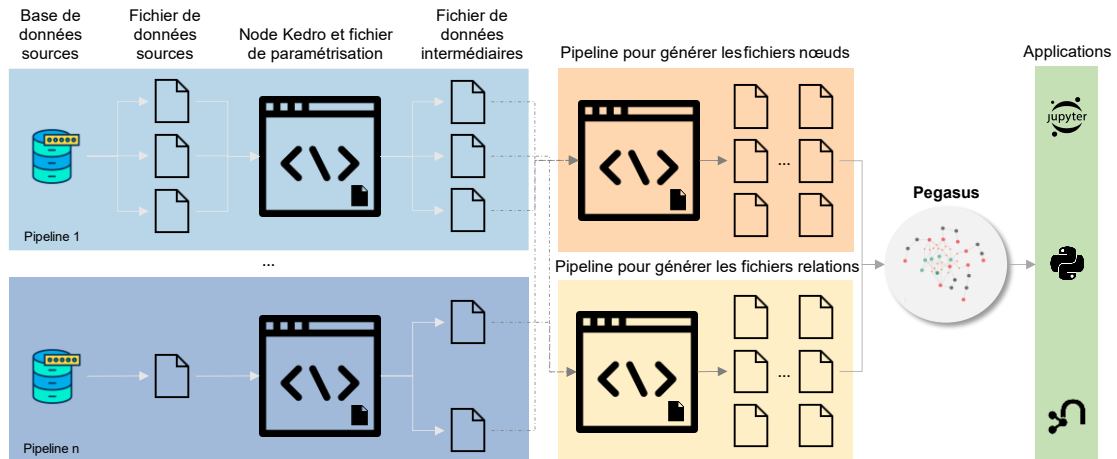 Base de
données
sources
Fichier de
données
sources
Node Kedro et fichier
de paramétrisation
Fichier de
données
intermédiaires
Pipeline pour générer les fichiers nœuds
Applications
jupyter
Pipeline 1
...
...
Pegasus
Pipeline pour générer les fichiers relations
...
Pipeline n